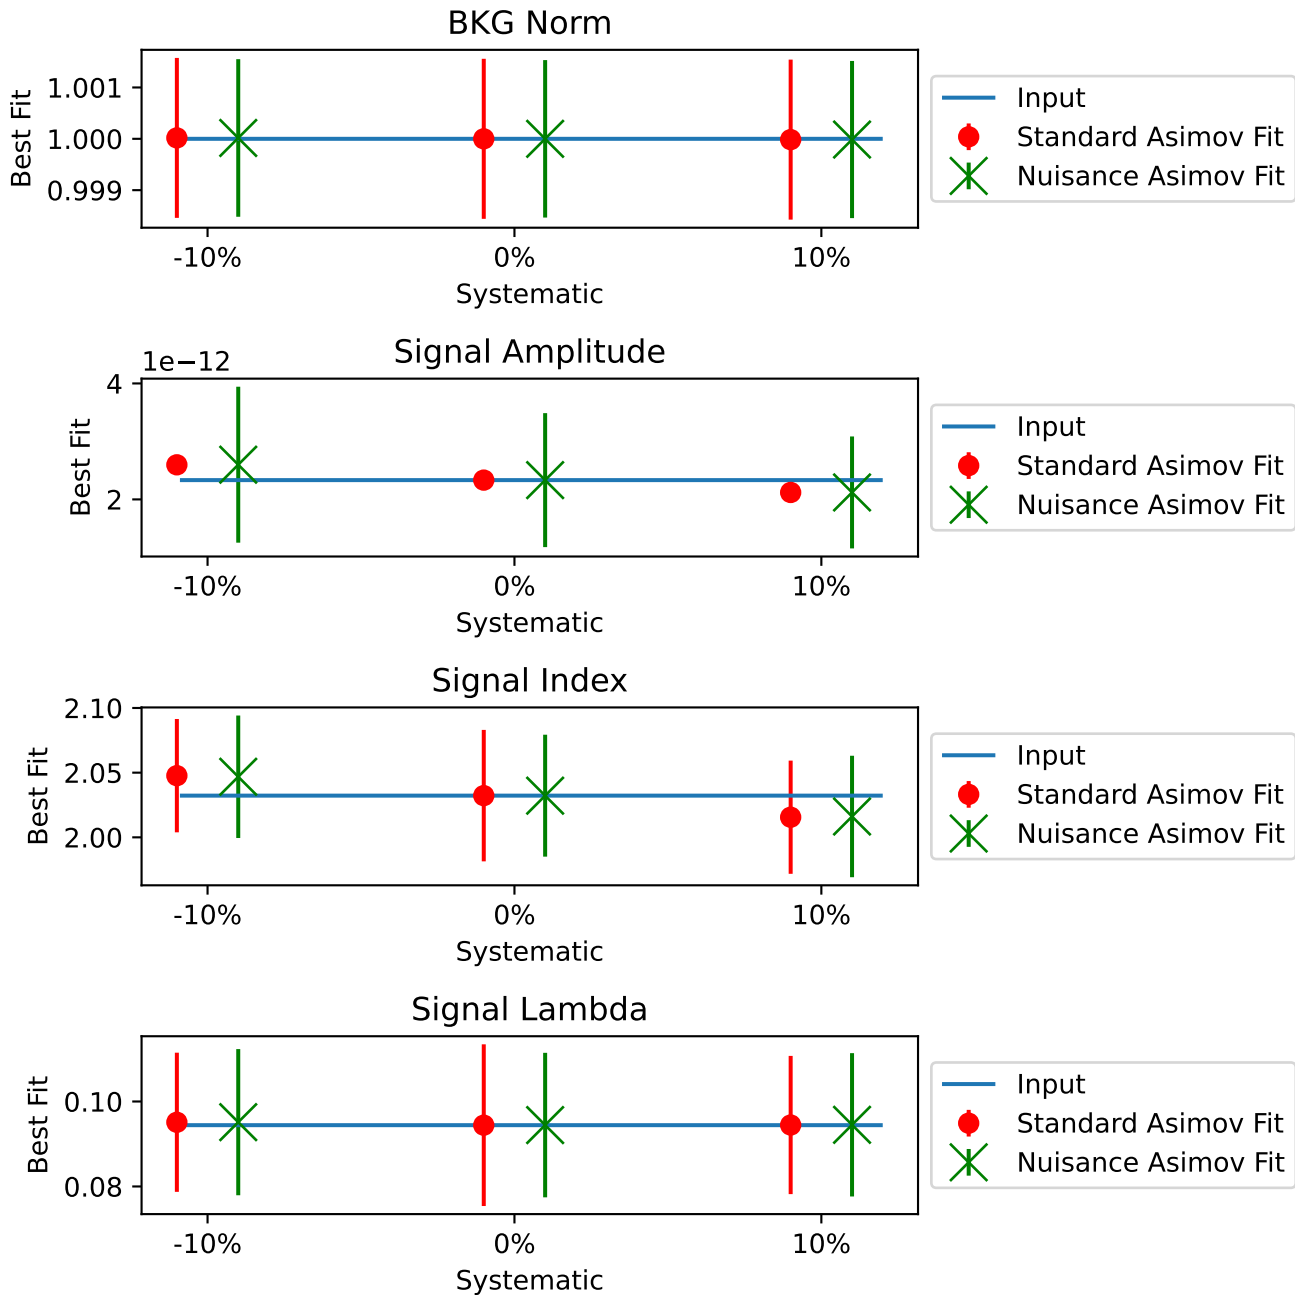 BKG Norm
Best Fit
1.001
1.000
0.999
-10%
0%
10%
Systematic
Input
Standard Asimov Fit
Nuisance Asimov Fit
Signal Amplitude
1e−12
Best Fit
4
2
-10%
0%
10%
Systematic
Input
Standard Asimov Fit
Nuisance Asimov Fit
Signal Index
Best Fit
2.10
2.05
2.00
-10%
0%
10%
Systematic
Input
Standard Asimov Fit
Nuisance Asimov Fit
Signal Lambda
Best Fit
0.10
0.08
-10%
0%
10%
Systematic
Input
Standard Asimov Fit
Nuisance Asimov Fit